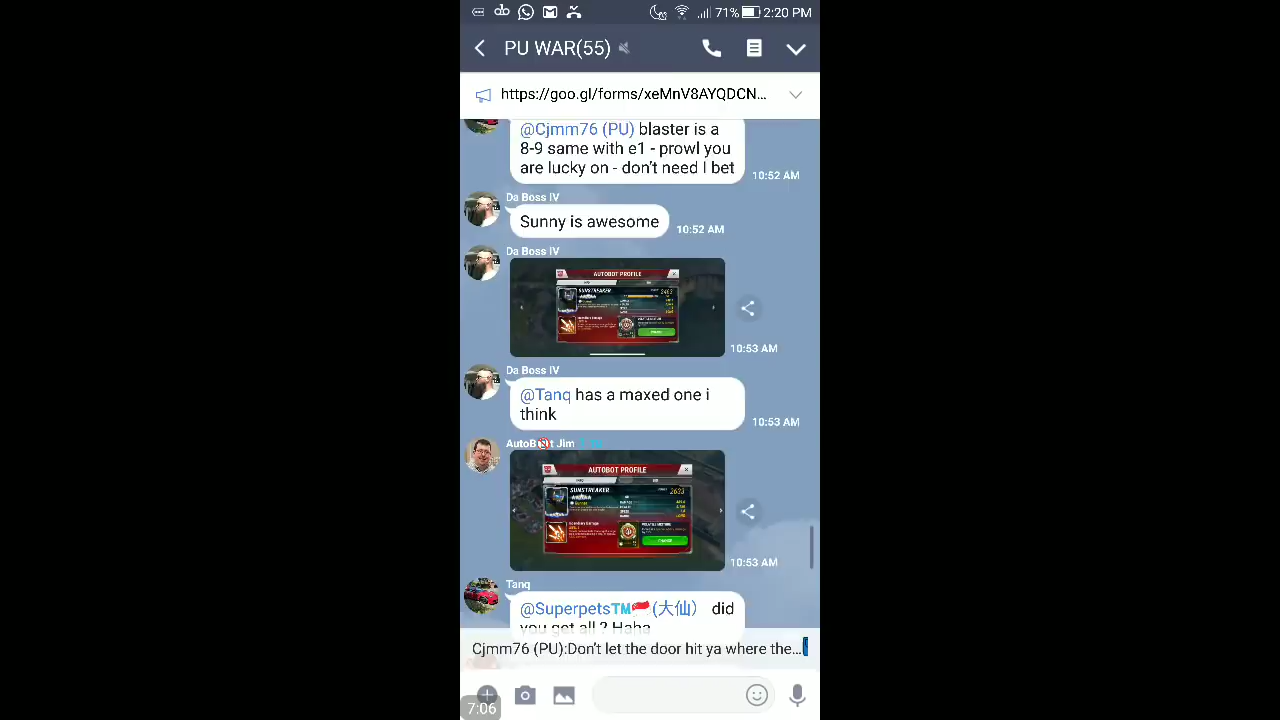 71% 2:20 PM
PU WAR(55)
https://goo.gl/forms/xeMnV8AYQDCN...
@Cjmm76 (PU) blaster is a
8-9 same with e1 - prowl you
are lucky on - don't need I bet
10:52 AM
Da Boss IV
Sunny is awesome
10:52 AM
Da Boss IV
AUTOBOT PROFILE
SUNSTREAKER
2463
10:53 AM
Da Boss IV
@Tanq has a maxed one i
think
10:53 AM
AutoB🔕t Jim
AUTOBOT PROFILE
SUNSTREAKER
2633
10:53 AM
Tanq
@Superpets™🇸🇬(大仙) did
you get all ? Haha
Cjmm76 (PU):Don't let the door hit ya where the...
7:06